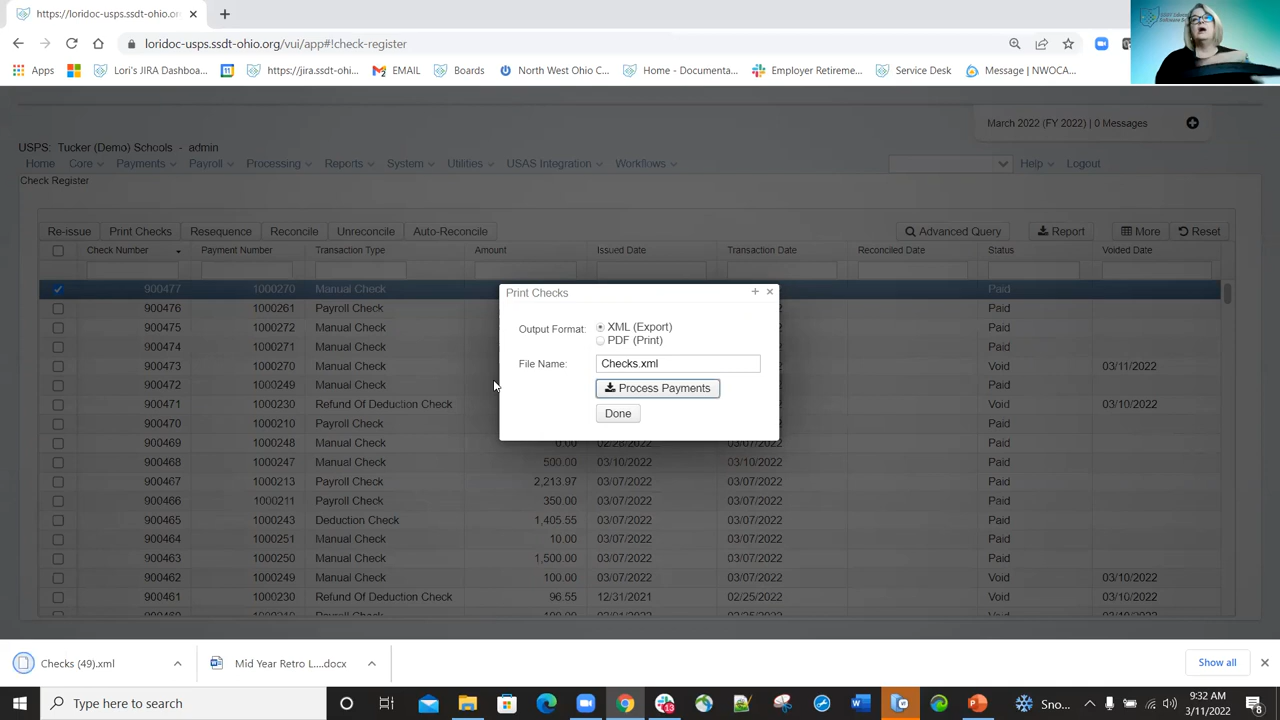 https://loridoc-usps.ssdt-ohio.or
loridoc-usps.ssdt-ohio.org/vui/app#!check-register
Apps
Lori's JIRA Dashboa...
https://jira.ssdt-ohi...
EMAIL
Boards
North West Ohio C...
Home - Documenta...
Employer Retireme...
Service Desk
Message | NWOCA...
March 2022 (FY 2022) | 0 Messages
USPS: Tucker (Demo) Schools - admin
Home Core Payments Payroll Processing Reports System Utilities USAS Integration Workflows Help Logout
Check Register
Re-issue Print Checks Resequence Reconcile Unreconcile Auto-Reconcile Advanced Query Report More Reset
Check Number Payment Number Transaction Type Amount Issued Date Transaction Date Reconciled Date Status Voided Date
900477 1000270 Manual Check Paid
900476 1000261 Payroll Check Paid
900475 1000272 Manual Check Paid
900474 1000271 Manual Check Paid
900473 1000230 Manual Check Void 03/11/2022
900472 1000249 Manual Check Paid
900471 1000230 Refund Of Deduction Check Void 03/10/2022
900470 1000210 Payroll Check Paid
900469 1000248 Manual Check 0.00 02/28/2022 03/07/2022 Paid
900468 1000247 Manual Check 500.00 03/10/2022 03/10/2022 Paid
900467 1000213 Payroll Check 2,213.97 03/07/2022 03/07/2022 Paid
900466 1000211 Payroll Check 350.00 03/07/2022 03/07/2022 Paid
900465 1000243 Deduction Check 1,405.55 03/07/2022 03/07/2022 Paid
900464 1000251 Manual Check 10.00 03/07/2022 03/07/2022 Paid
900463 1000250 Manual Check 1,500.00 03/07/2022 03/07/2022 Paid
900462 1000249 Manual Check 100.00 03/07/2022 03/07/2022 Void 03/10/2022
900461 1000230 Refund Of Deduction Check 96.55 12/31/2021 02/25/2022 Void 03/10/2022
Print Checks
Output Format: XML (Export)
PDF (Print)
File Name: Checks.xml
Process Payments
Done
Checks (49).xml
Mid Year Retro L....docx
Show all
Type here to search
13
Sno...
9:32 AM
3/11/2022
8